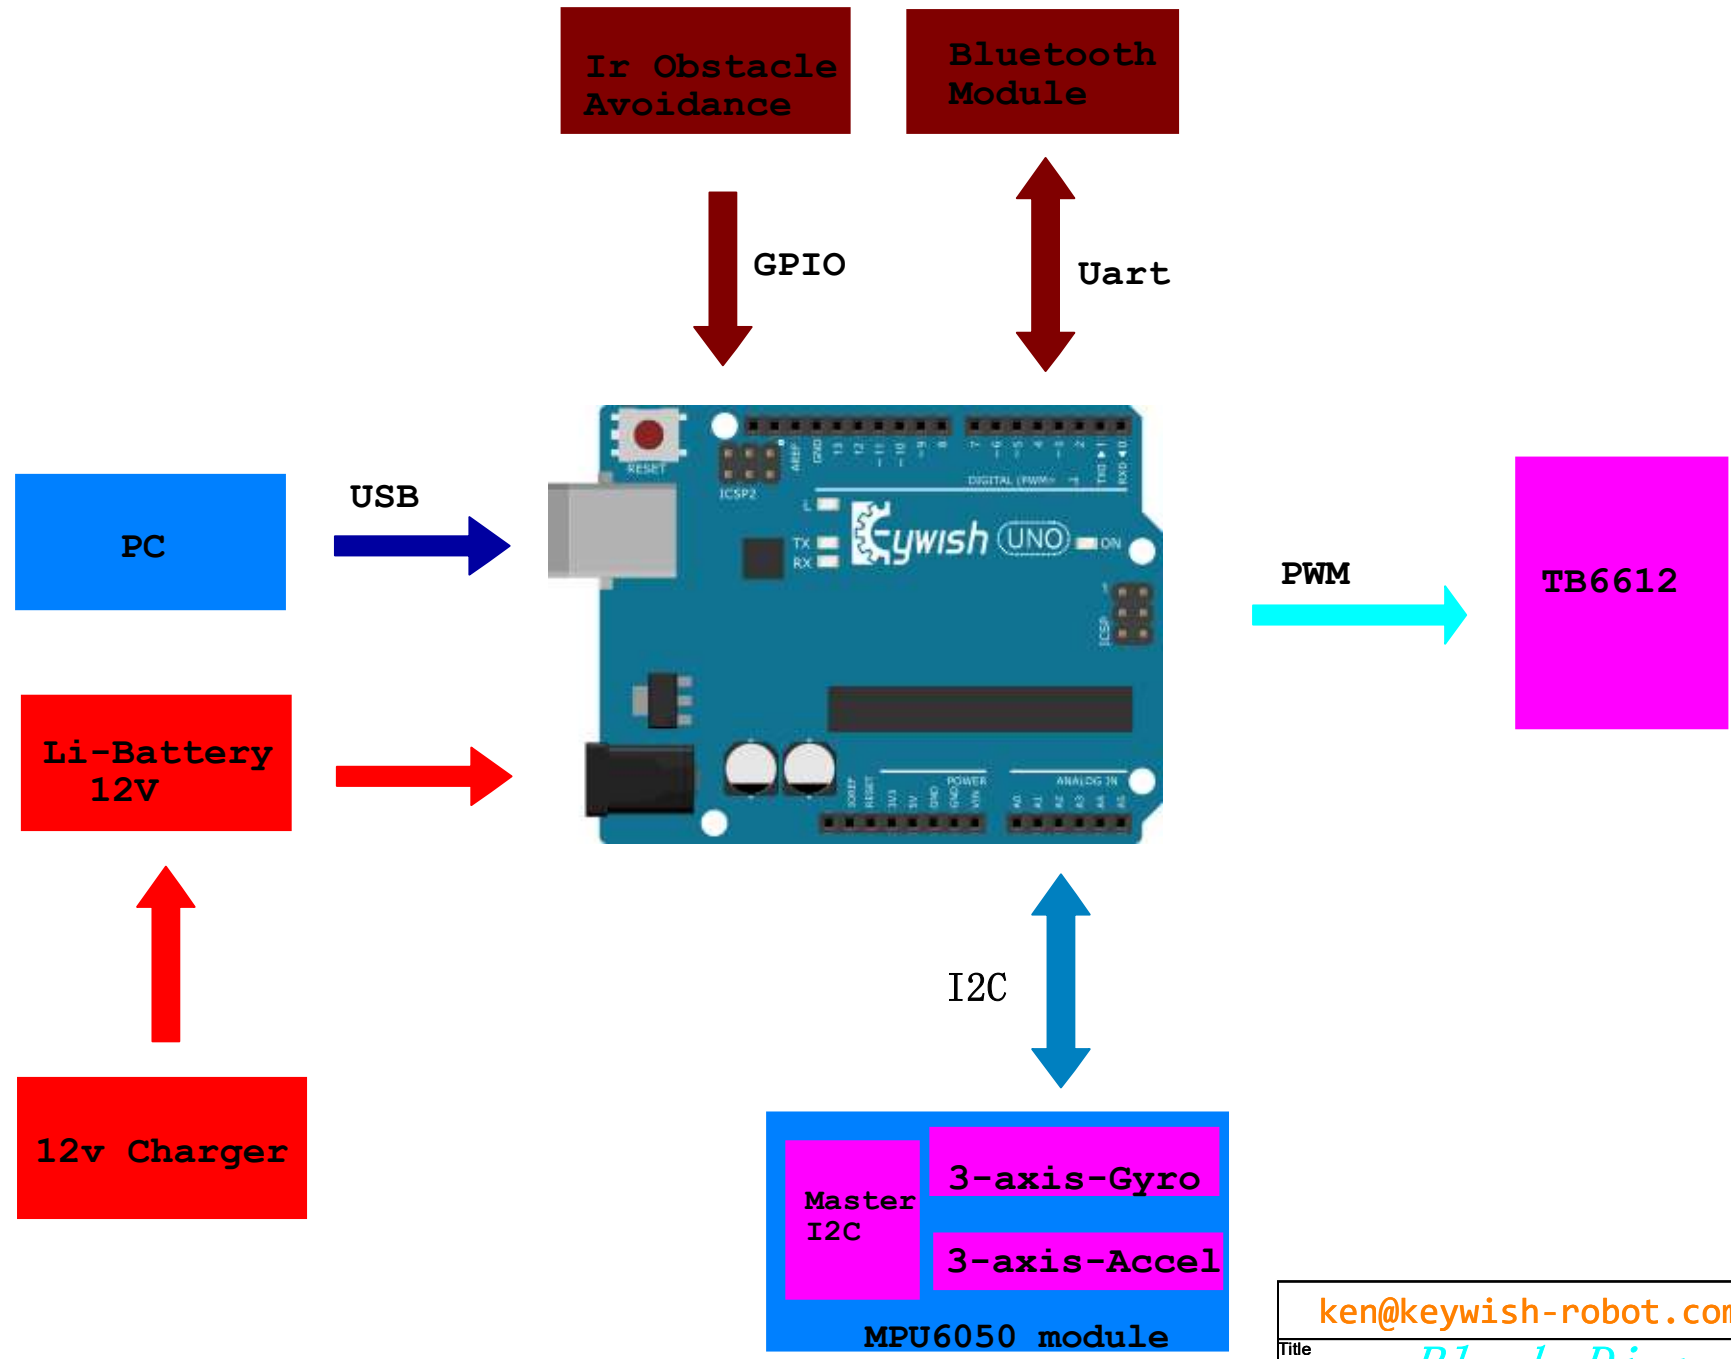 Ir Obstacle
Avoidance
Bluetooth
Module
GPIO
Uart
RESET
ICSP2
AREF
GND
13
12
~11
~10
~9
8
7
~6
~5
4
~3
2
TXD ▶ 1
RXD ◀ 0
DIGITAL (PWM~
L
TX
RX
Keywish UNO
ON
ICSP
1
PC
USB
PWM
TB6612
Li-Battery
12V
POWER
ANALOG IN
IOREF
RESET
3V3
5V
GND
GND
VIN
A0
A1
A2
A3
A4
A5
I2C
12v Charger
Master
I2C
3-axis-Gyro
3-axis-Accel
MPU6050 module
ken@keywish-robot.com
Title